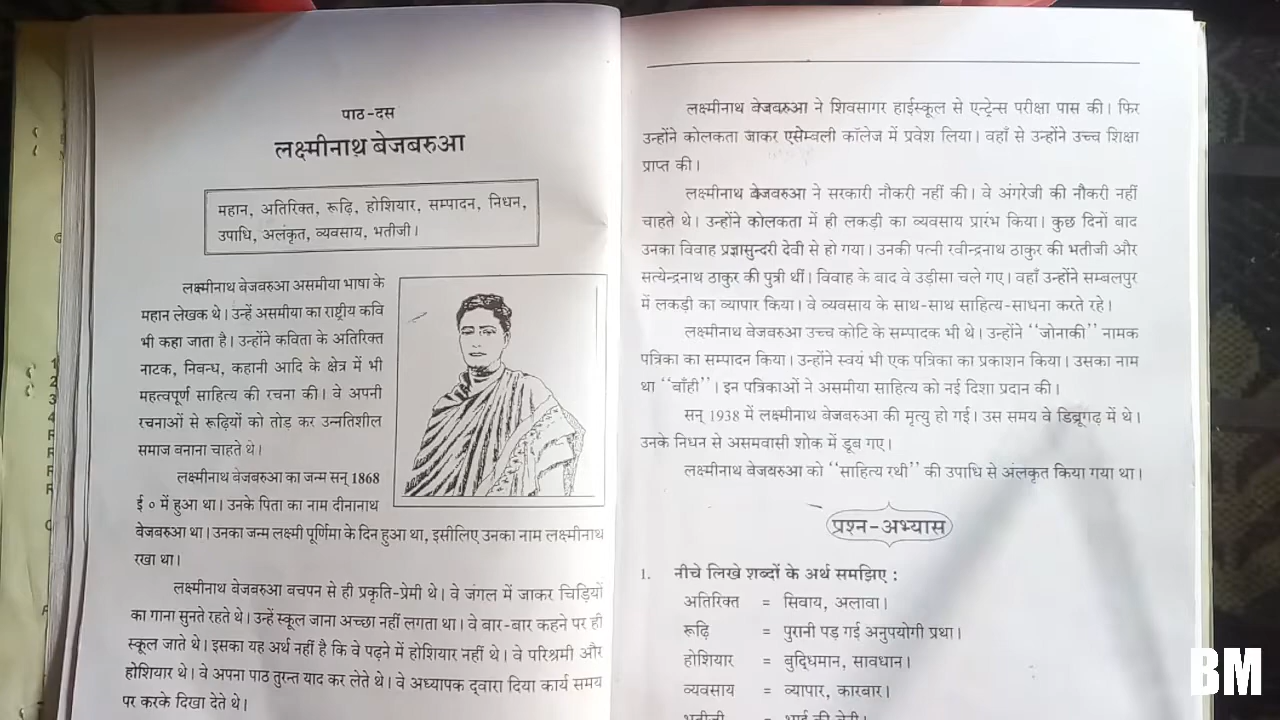 पाठ-दस
लक्ष्मीनाथ बेजबरुआ
महान, अतिरिक्त, रूढ़ि, होशियार, सम्पादन, निधन,
उपाधि, अलंकृत, व्यवसाय, भतीजी।
लक्ष्मीनाथ बेजबरुआ असमीया भाषा के
महान लेखक थे। उन्हें असमीया का राष्ट्रीय कवि
भी कहा जाता है। उन्होंने कविता के अतिरिक्त
नाटक, निबन्ध, कहानी आदि के क्षेत्र में भी
महत्वपूर्ण साहित्य की रचना की। वे अपनी
रचनाओं से रूढ़ियों को तोड़ कर उन्नतिशील
समाज बनाना चाहते थे।
लक्ष्मीनाथ बेजबरुआ का जन्म सन् 1868
ई ० में हुआ था। उनके पिता का नाम दीनानाथ
बेजबरुआ था। उनका जन्म लक्ष्मी पूर्णिमा के दिन हुआ था, इसीलिए उनका नाम लक्ष्मीनाथ
रखा था।
लक्ष्मीनाथ बेजबरुआ बचपन से ही प्रकृति-प्रेमी थे। वे जंगल में जाकर चिड़ियों
का गाना सुनते रहते थे। उन्हें स्कूल जाना अच्छा नहीं लगता था। वे बार-बार कहने पर ही
स्कूल जाते थे। इसका यह अर्थ नहीं है कि वे पढ़ने में होशियार नहीं थे। वे परिश्रमी और
होशियार थे। वे अपना पाठ तुरन्त याद कर लेते थे। वे अध्यापक द्वारा दिया कार्य समय
पर करके दिखा देते थे।
लक्ष्मीनाथ बेजबरुआ ने शिवसागर हाईस्कूल से एन्ट्रेन्स परीक्षा पास की। फिर
उन्होंने कोलकता जाकर एसेम्बली कॉलेज में प्रवेश लिया। वहाँ से उन्होंने उच्च शिक्षा
प्राप्त की।
लक्ष्मीनाथ बेजबरुआ ने सरकारी नौकरी नहीं की। वे अंगरेजी की नौकरी नहीं
चाहते थे। उन्होंने कोलकता में ही लकड़ी का व्यवसाय प्रारंभ किया। कुछ दिनों बाद
उनका विवाह प्रज्ञासुन्दरी देवी से हो गया। उनकी पत्नी रवीन्द्रनाथ ठाकुर की भतीजी और
सत्येन्द्रनाथ ठाकुर की पुत्री थीं। विवाह के बाद वे उड़ीसा चले गए। वहाँ उन्होंने सम्बलपुर
में लकड़ी का व्यापार किया। वे व्यवसाय के साथ-साथ साहित्य-साधना करते रहे।
लक्ष्मीनाथ बेजबरुआ उच्च कोटि के सम्पादक भी थे। उन्होंने ‘‘जोनाकी’’ नामक
पत्रिका का सम्पादन किया। उन्होंने स्वयं भी एक पत्रिका का प्रकाशन किया। उसका नाम
था ‘‘बाँही’’। इन पत्रिकाओं ने असमीया साहित्य को नई दिशा प्रदान की।
सन् 1938 में लक्ष्मीनाथ बेजबरुआ की मृत्यु हो गई। उस समय वे डिब्रूगढ़ में थे।
उनके निधन से असमवासी शोक में डूब गए।
लक्ष्मीनाथ बेजबरुआ को ‘‘साहित्य रथी’’ की उपाधि से अंलकृत किया गया था।
प्रश्न-अभ्यास
1. नीचे लिखे शब्दों के अर्थ समझिए :
अतिरिक्त = सिवाय, अलावा।
रूढ़ि = पुरानी पड़ गई अनुपयोगी प्रथा।
होशियार = बुद्धिमान, सावधान।
व्यवसाय = व्यापार, कारबार।
BM